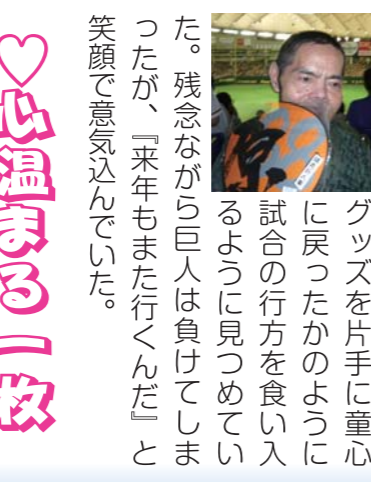 グッズを片手に童心
に戻ったかのように
試合の行方を食い入
るように見つめてい
た。残念ながら巨人は負けてしま
ったが、『来年もまた行くんだ』と
笑顔で意気込んでいた。
♡心温まる一枚